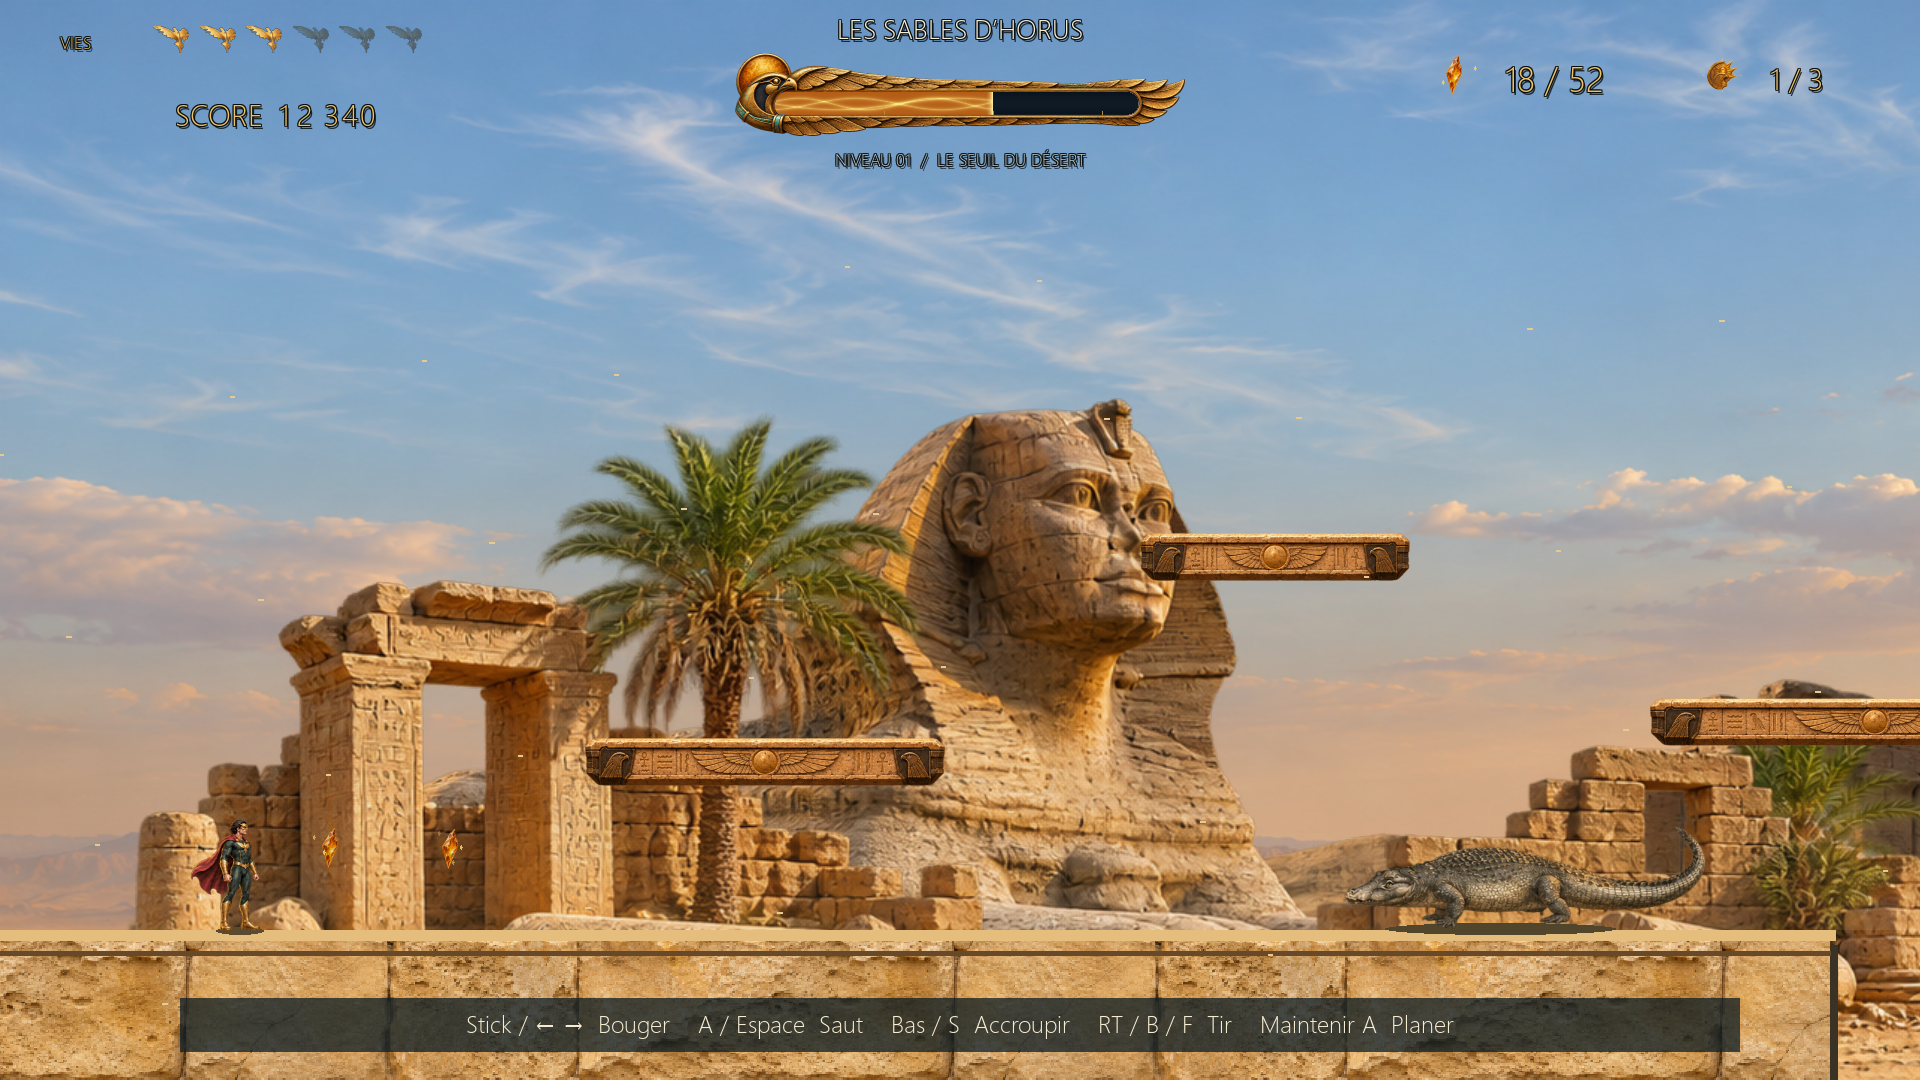 VIES
LES SABLES D'HORUS
SCORE 12 340
18 / 52
1 / 3
NIVEAU 01 / LE SEUIL DU DÉSERT
Stick / ← → Bouger A / Espace Saut Bas / S Accroupir RT / B / F Tir Maintenir A Planer